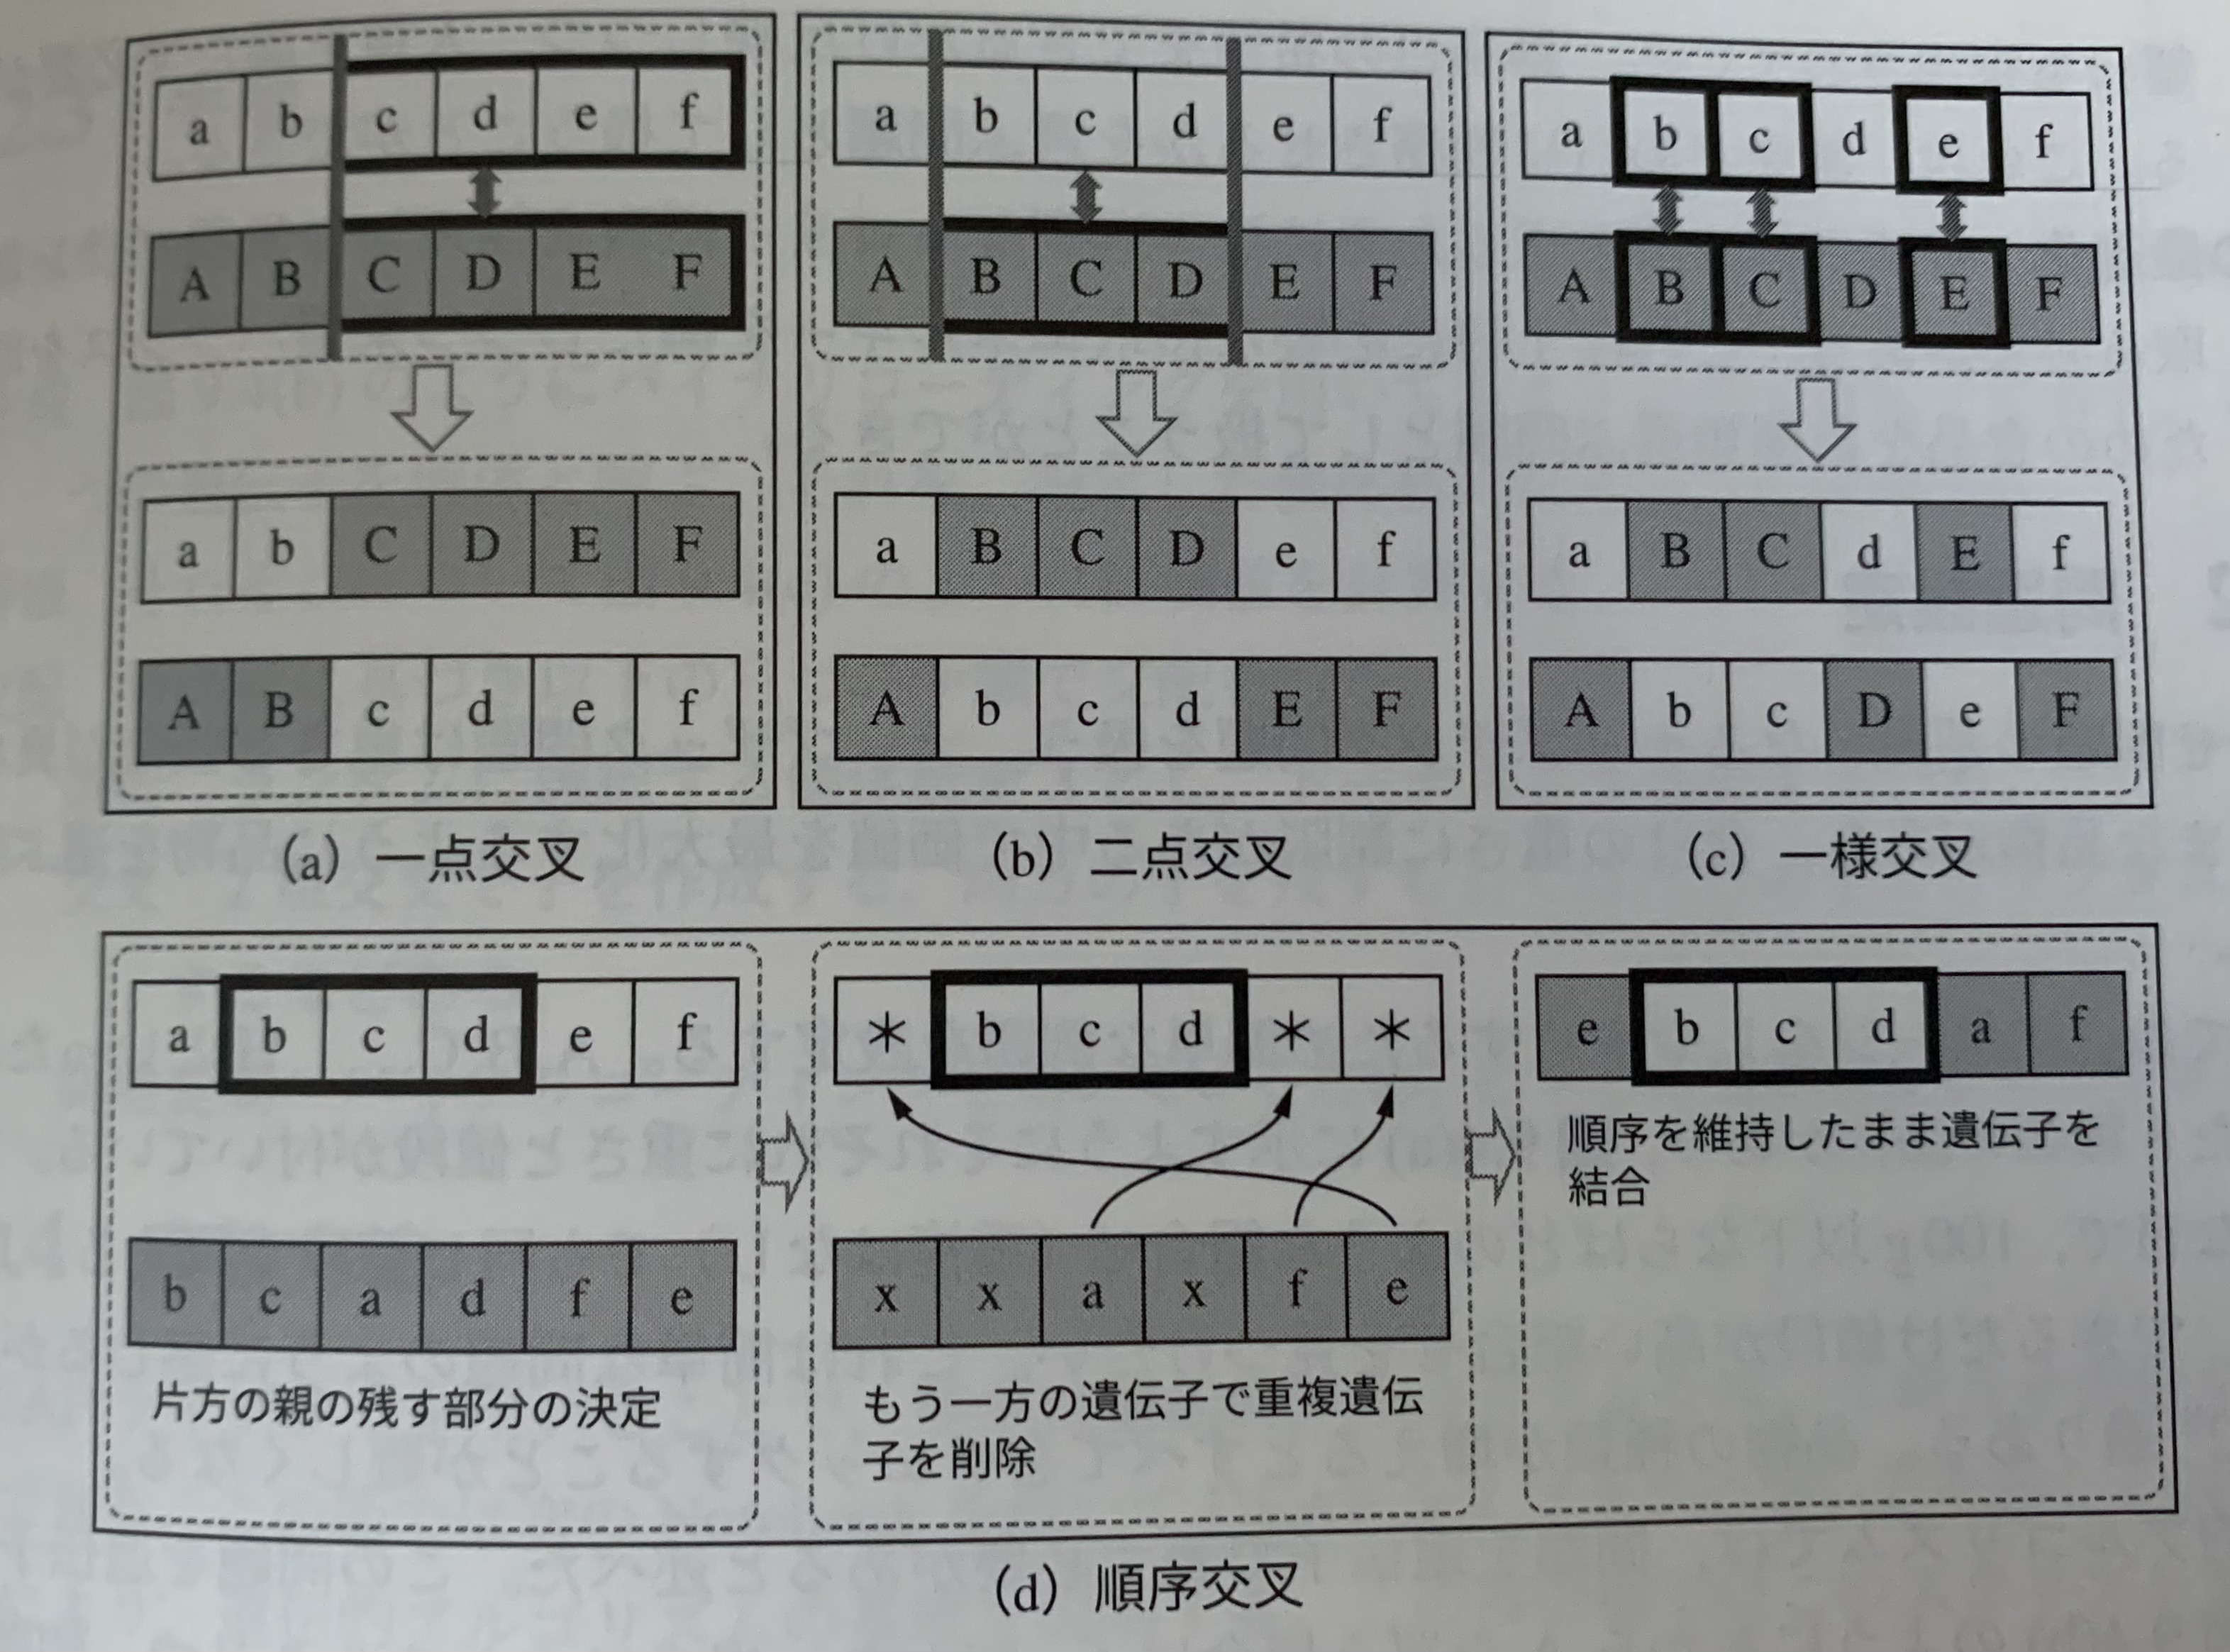 a b c d e f
A B C D E F
a b C D E F
A B c d e f
(a) 一点交叉
a b c d e f
A B C D E F
a B C D e f
A b c d E F
(b) 二点交叉
a b c d e f
A B C D E F
a B C d E f
A b c D e F
(c) 一様交叉
a b c d e f
b c a d f e
片方の親の残す部分の決定
* b c d * *
x x a x f e
もう一方の遺伝子で重複遺伝
子を削除
e b c d a f
順序を維持したまま遺伝子を
結合
(d) 順序交叉